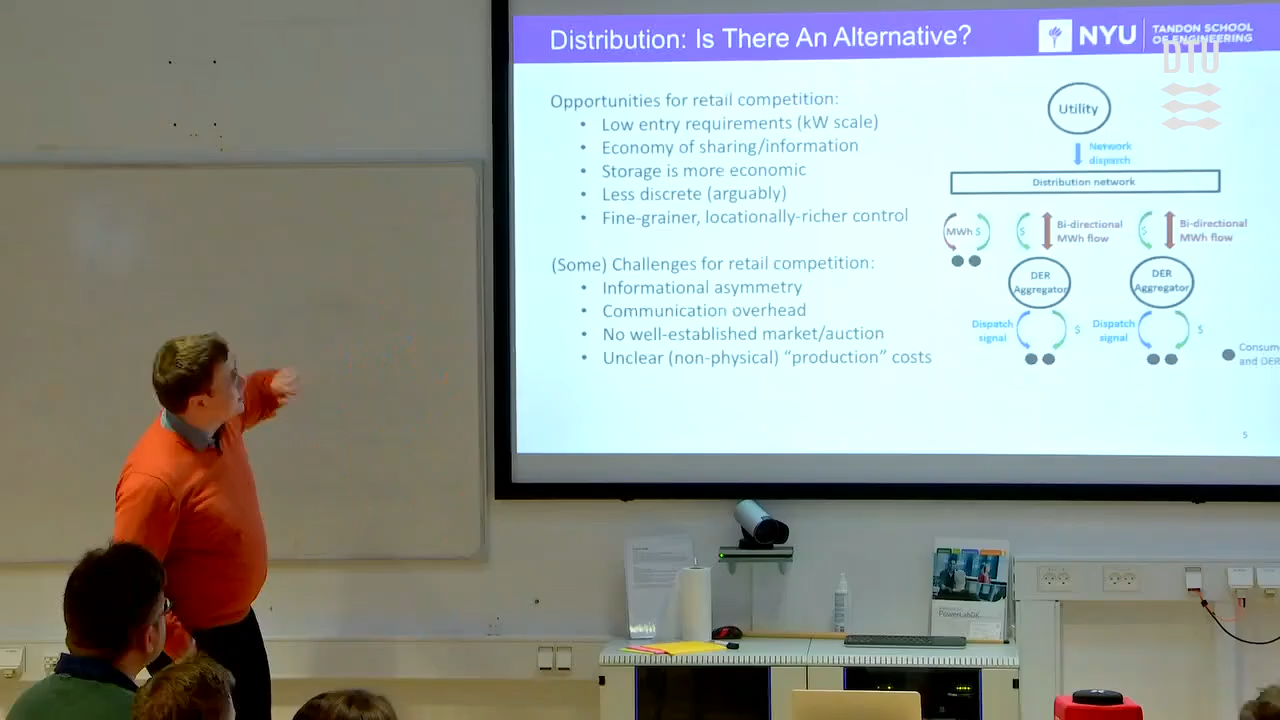 Distribution: Is There An Alternative?
NYU
TANDON SCHOOL
OF ENGINEERING
DTU
Opportunities for retail competition:
• Low entry requirements (kW scale)
• Economy of sharing/information
• Storage is more economic
• Less discrete (arguably)
• Fine-grainer, locationally-richer control
(Some) Challenges for retail competition:
• Informational asymmetry
• Communication overhead
• No well-established market/auction
• Unclear (non-physical) “production” costs
Utility
Network
dispatch
Distribution network
MWh $
$
Bi-directional
MWh flow
$
Bi-directional
MWh flow
DER
Aggregator
DER
Aggregator
Dispatch
signal
$
Dispatch
signal
$
Consum
and DER
5
PowerLabDK